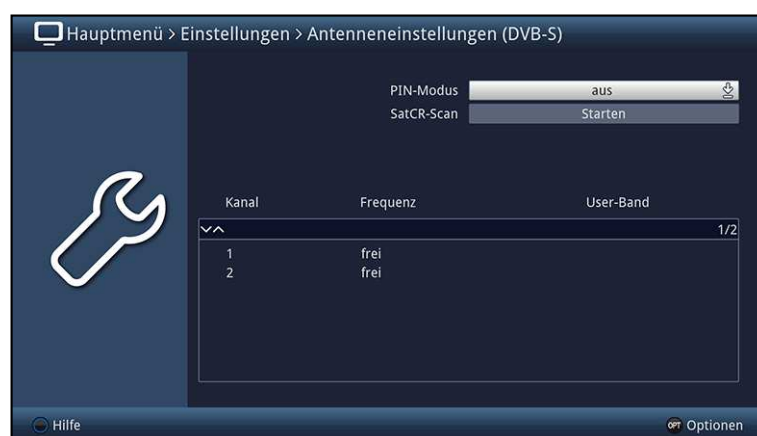 Hauptmenü > Einstellungen > Antenneneinstellungen (DVB-S)
PIN-Modus aus
SatCR-Scan Starten
Kanal Frequenz User-Band
1/2
1 frei
2 frei
Hilfe OPT Optionen